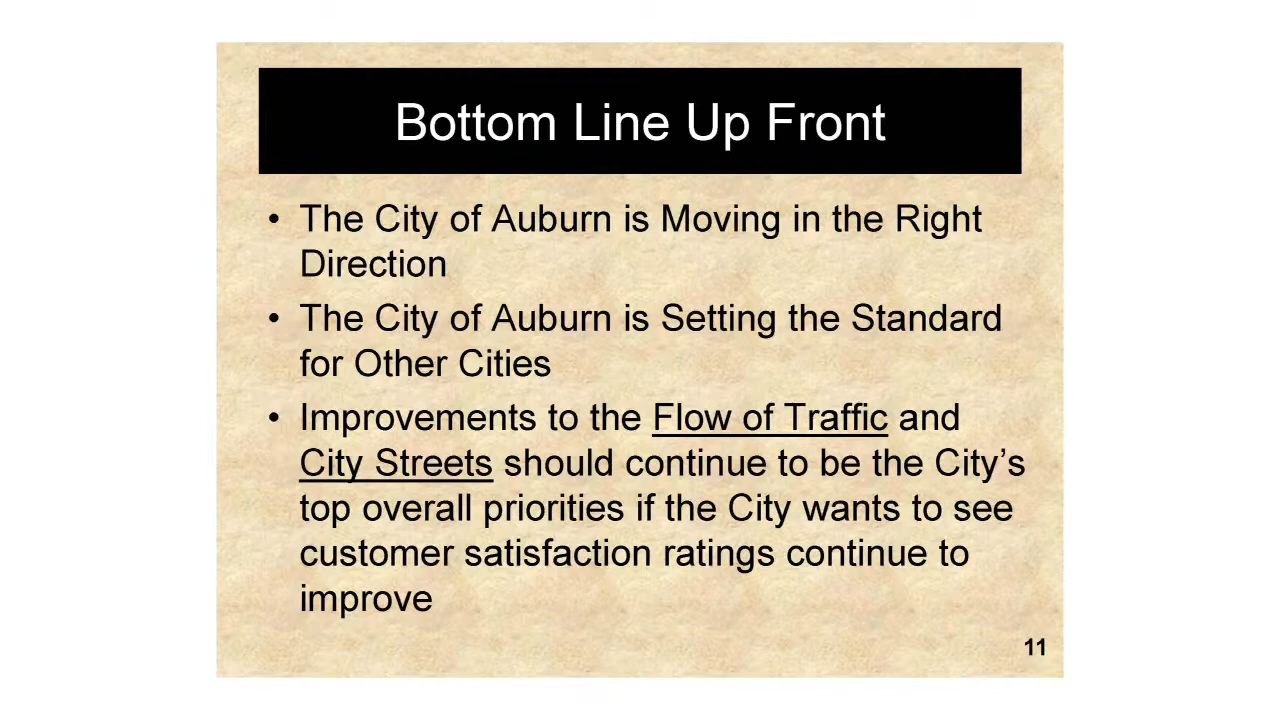 Bottom Line Up Front
• The City of Auburn is Moving in the Right
Direction
• The City of Auburn is Setting the Standard
for Other Cities
• Improvements to the Flow of Traffic and
City Streets should continue to be the City’s
top overall priorities if the City wants to see
customer satisfaction ratings continue to
improve
11